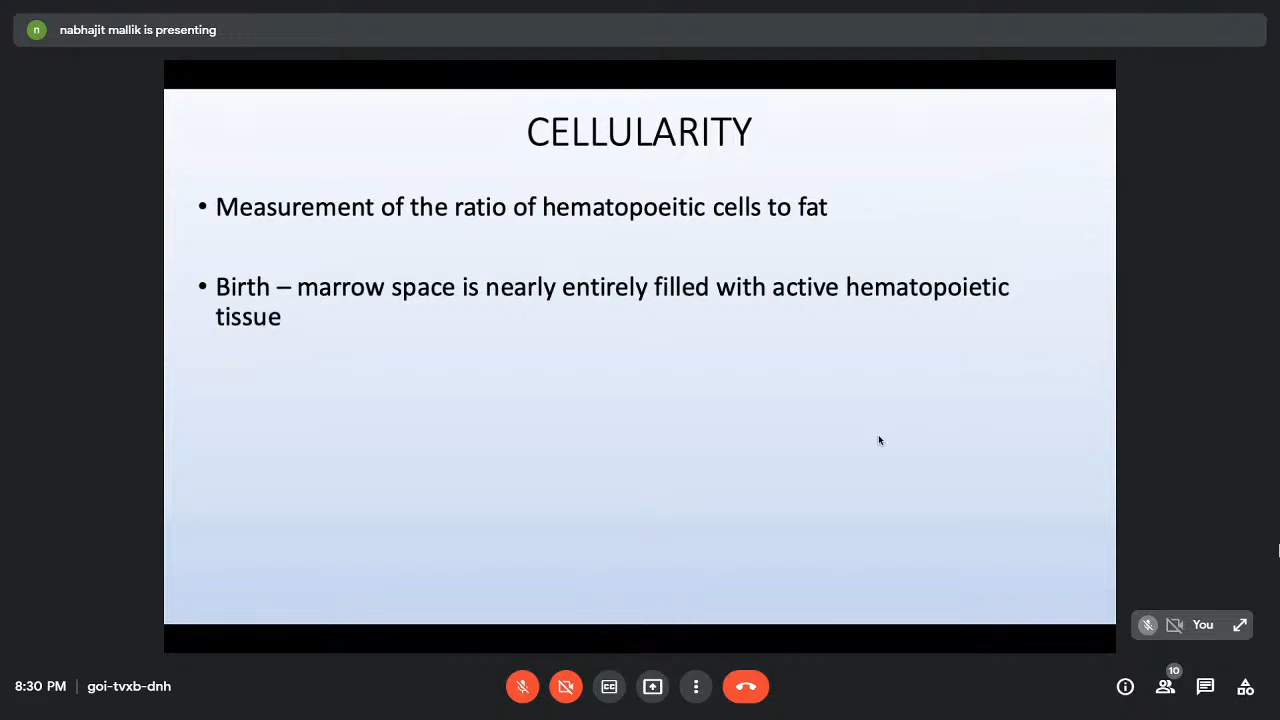 n
nabhajit mallik is presenting
CELLULARITY
• Measurement of the ratio of hematopoeitic cells to fat
• Birth – marrow space is nearly entirely filled with active hematopoietic
tissue
You
10
8:30 PM | goi-tvxb-dnh
CC